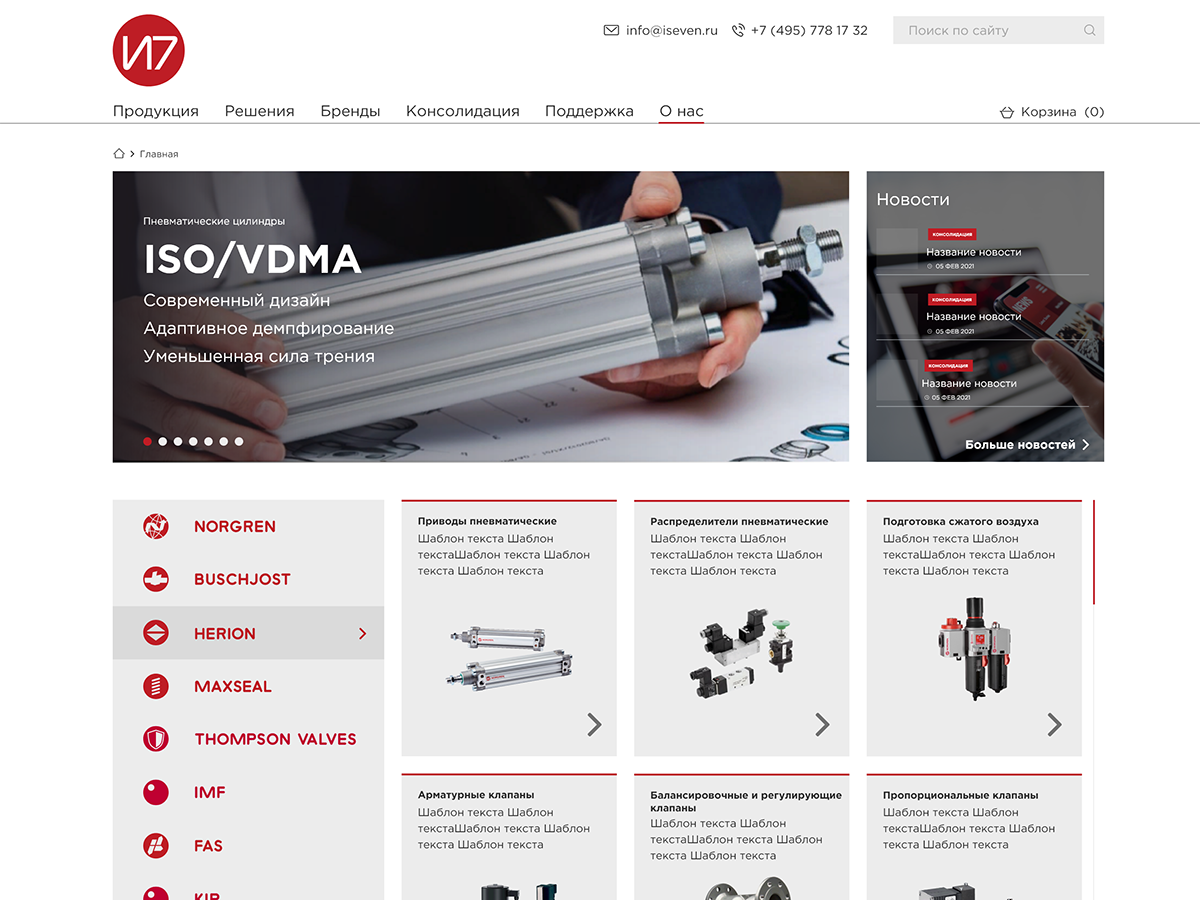 И7
info@iseven.ru
+7 (495) 778 17 32
Поиск по сайту
Продукция
Решения
Бренды
Консолидация
Поддержка
О нас
Корзина (0)
Главная
Пневматические цилиндры
ISO/VDMA
Современный дизайн
Адаптивное демпфирование
Уменьшенная сила трения
Новости
КОНСОЛИДАЦИЯ
Название новости
05 ФЕВ 2021
КОНСОЛИДАЦИЯ
Название новости
05 ФЕВ 2021
КОНСОЛИДАЦИЯ
Название новости
05 ФЕВ 2021
NEWS
Больше новостей
NORGREN
BUSCHJOST
HERION
MAXSEAL
THOMPSON VALVES
IMF
FAS
KIP
Приводы пневматические
Шаблон текста Шаблон
текстаШаблон текста Шаблон
текста Шаблон текста
Распределители пневматические
Шаблон текста Шаблон
текстаШаблон текста Шаблон
текста Шаблон текста
Подготовка сжатого воздуха
Шаблон текста Шаблон
текстаШаблон текста Шаблон
текста Шаблон текста
Арматурные клапаны
Шаблон текста Шаблон
текстаШаблон текста Шаблон
текста Шаблон текста
Балансировочные и регулирующие
клапаны
Шаблон текста Шаблон
текстаШаблон текста Шаблон
текста Шаблон текста
Пропорциональные клапаны
Шаблон текста Шаблон
текстаШаблон текста Шаблон
текста Шаблон текста